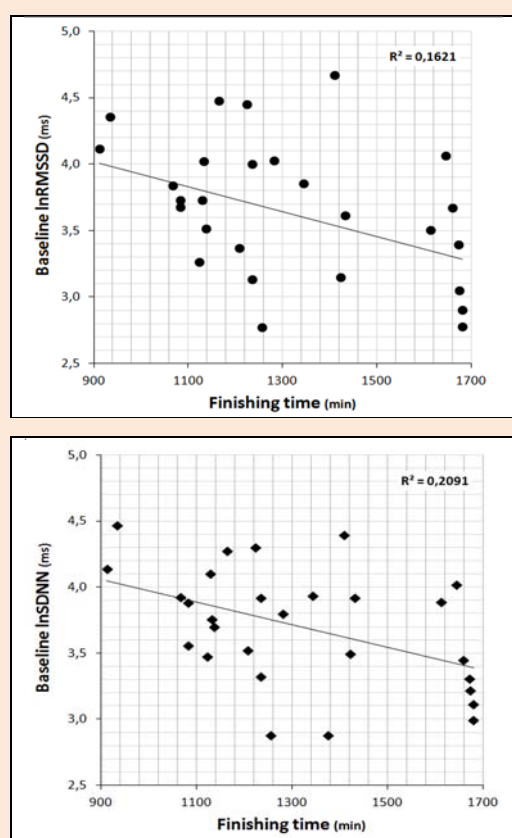 5,0
R² = 0,1621
4,5
4,0
3,5
3,0
2,5
Baseline lnRMSSD (ms)
900 1100 1300 1500 1700
Finishing time (min)
5,0
R² = 0,2091
4,5
4,0
3,5
3,0
2,5
Baseline lnSDNN (ms)
900 1100 1300 1500 1700
Finishing time (min)